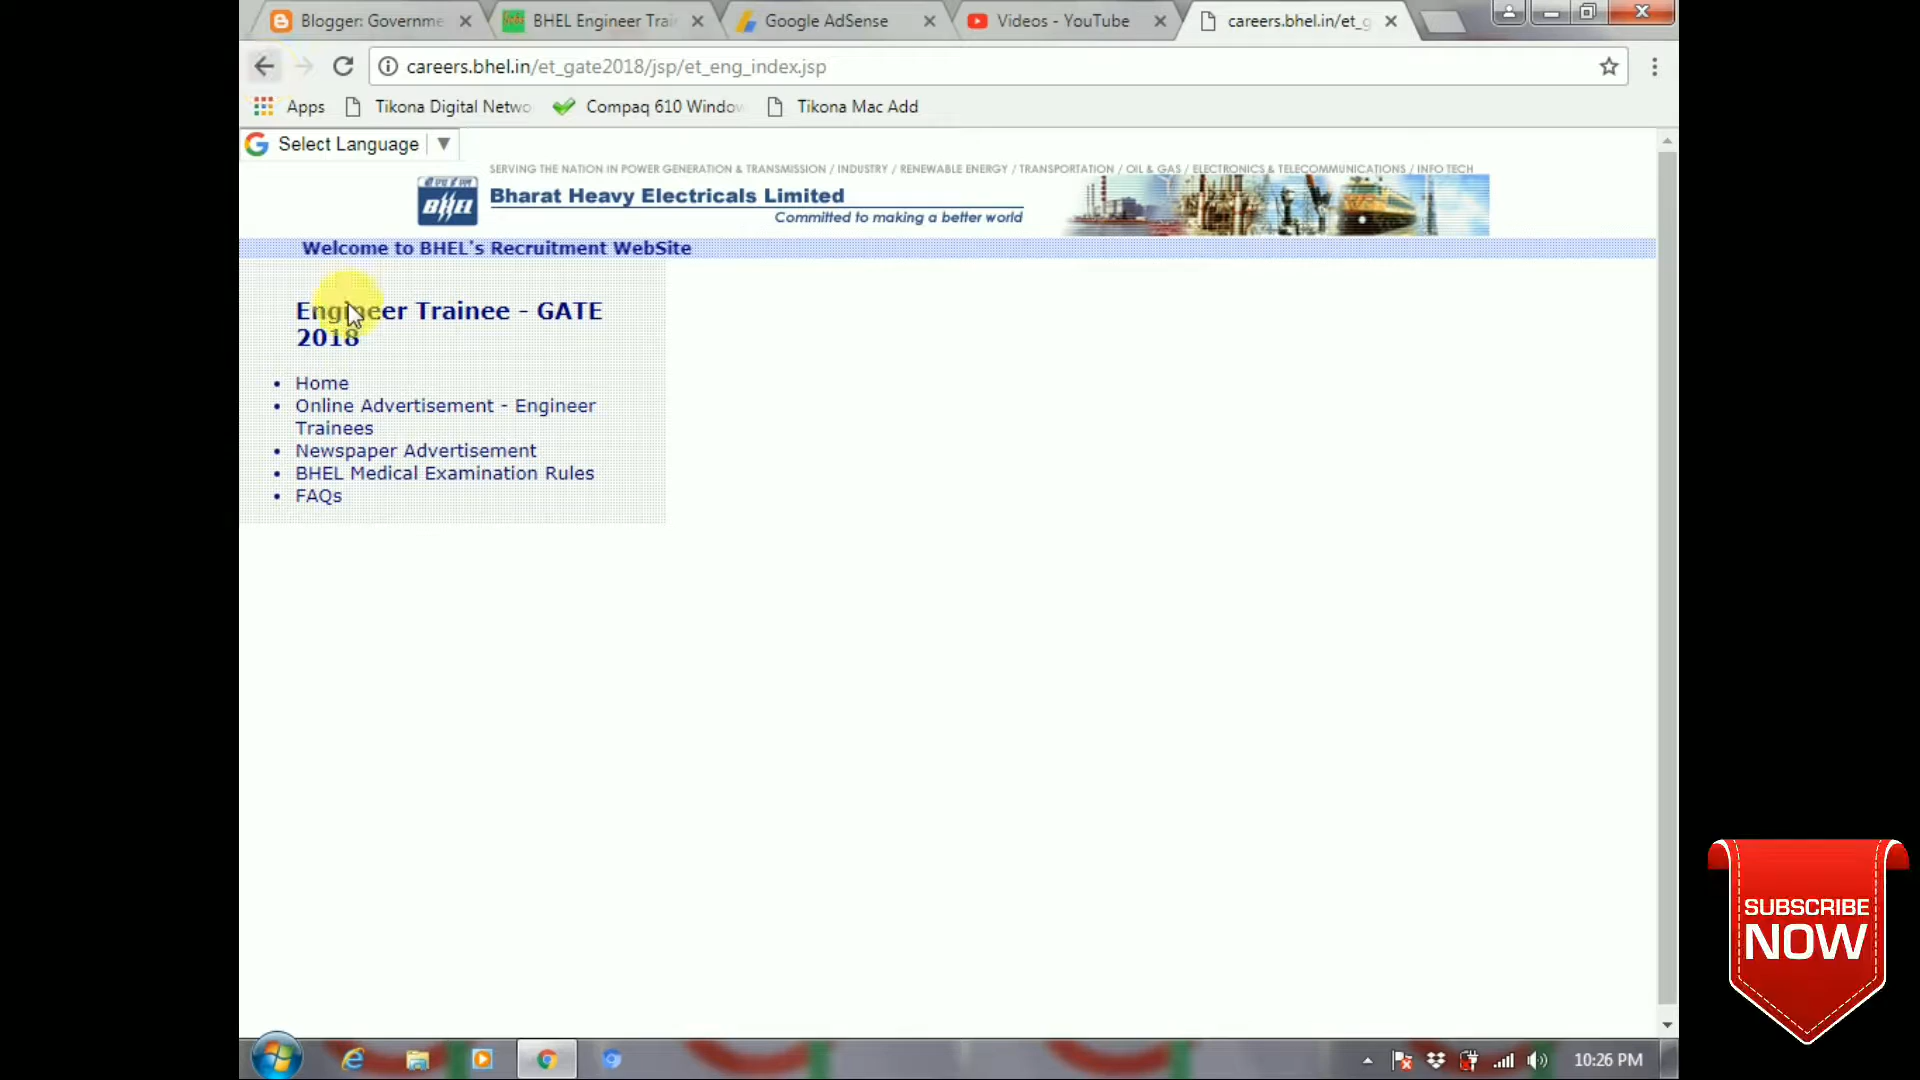 Blogger: Governme
BHEL Engineer Trai
Google AdSense
Videos - YouTube
careers.bhel.in/et_g
careers.bhel.in/et_gate2018/jsp/et_eng_index.jsp
Apps
Tikona Digital Netwo
Compaq 610 Window
Tikona Mac Add
Select Language
SERVING THE NATION IN POWER GENERATION & TRANSMISSION / INDUSTRY / RENEWABLE ENERGY / TRANSPORTATION / OIL & GAS / ELECTRONICS & TELECOMMUNICATIONS / INFO TECH
BHEL
Bharat Heavy Electricals Limited
Committed to making a better world
Welcome to BHEL's Recruitment WebSite
Engineer Trainee - GATE
2018
• Home
• Online Advertisement - Engineer
Trainees
• Newspaper Advertisement
• BHEL Medical Examination Rules
• FAQs
SUBSCRIBE
NOW
10:26 PM